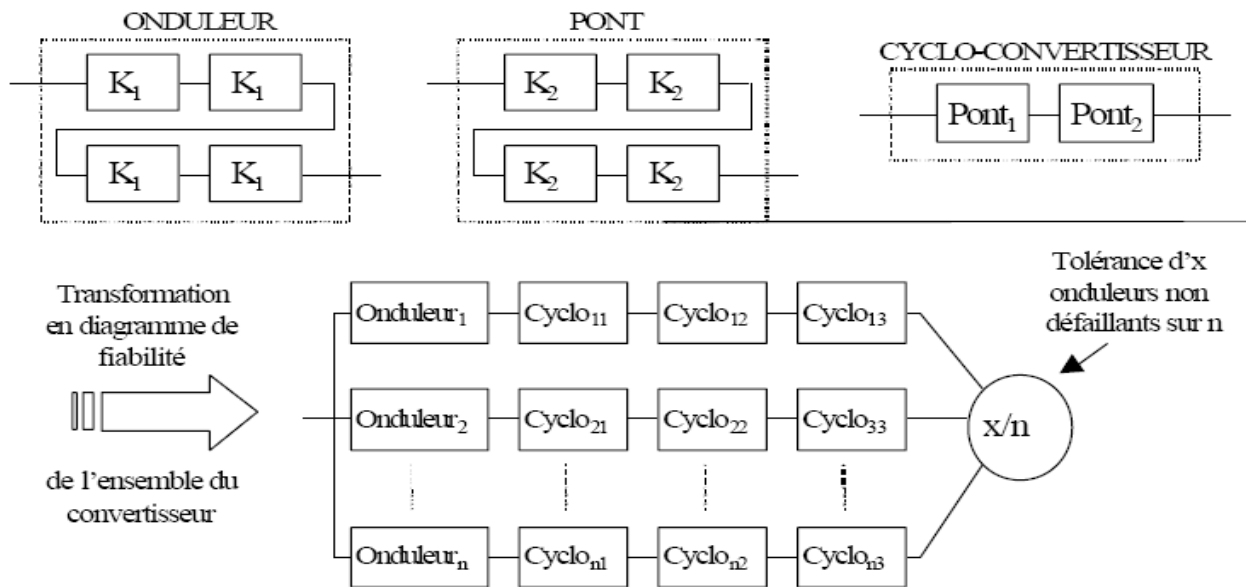 ONDULEUR
K1
K1
K1
K1
PONT
K2
K2
K2
K2
CYCLO-CONVERTISSEUR
Pont1
Pont2
Transformation
en diagramme de
fiabilité
de l'ensemble du
convertisseur
Onduleur1
Cyclo11
Cyclo12
Cyclo13
Onduleur2
Cyclo21
Cyclo22
Cyclo33
Onduleurn
Cyclon1
Cyclon2
Cyclon3
x/n
Tolérance d'x
onduleurs non
défaillants sur n